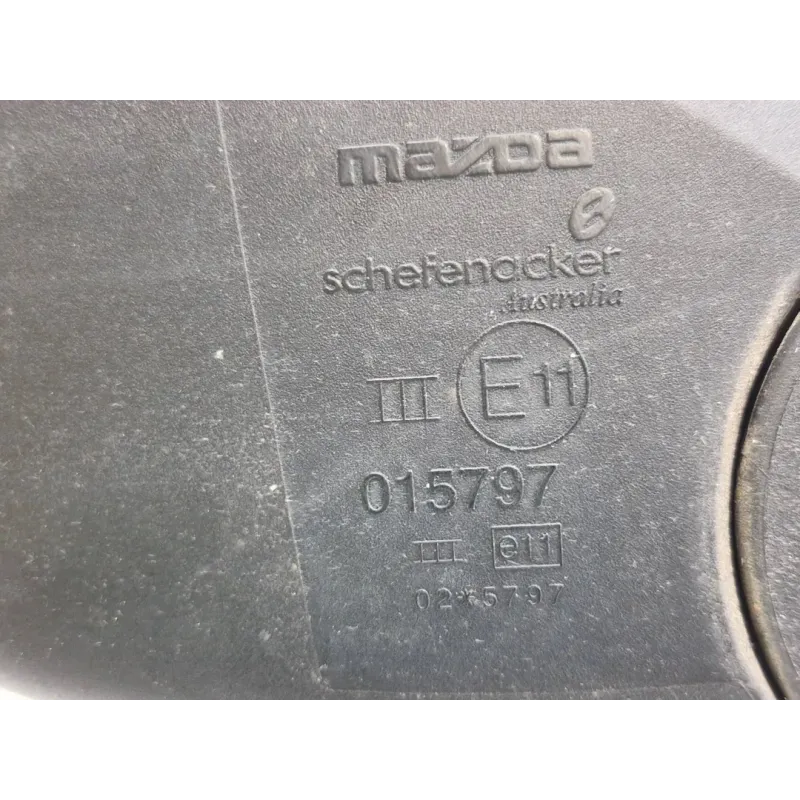 mazda
schefenacker
Australia
III E11
015797
III e11
02*5797